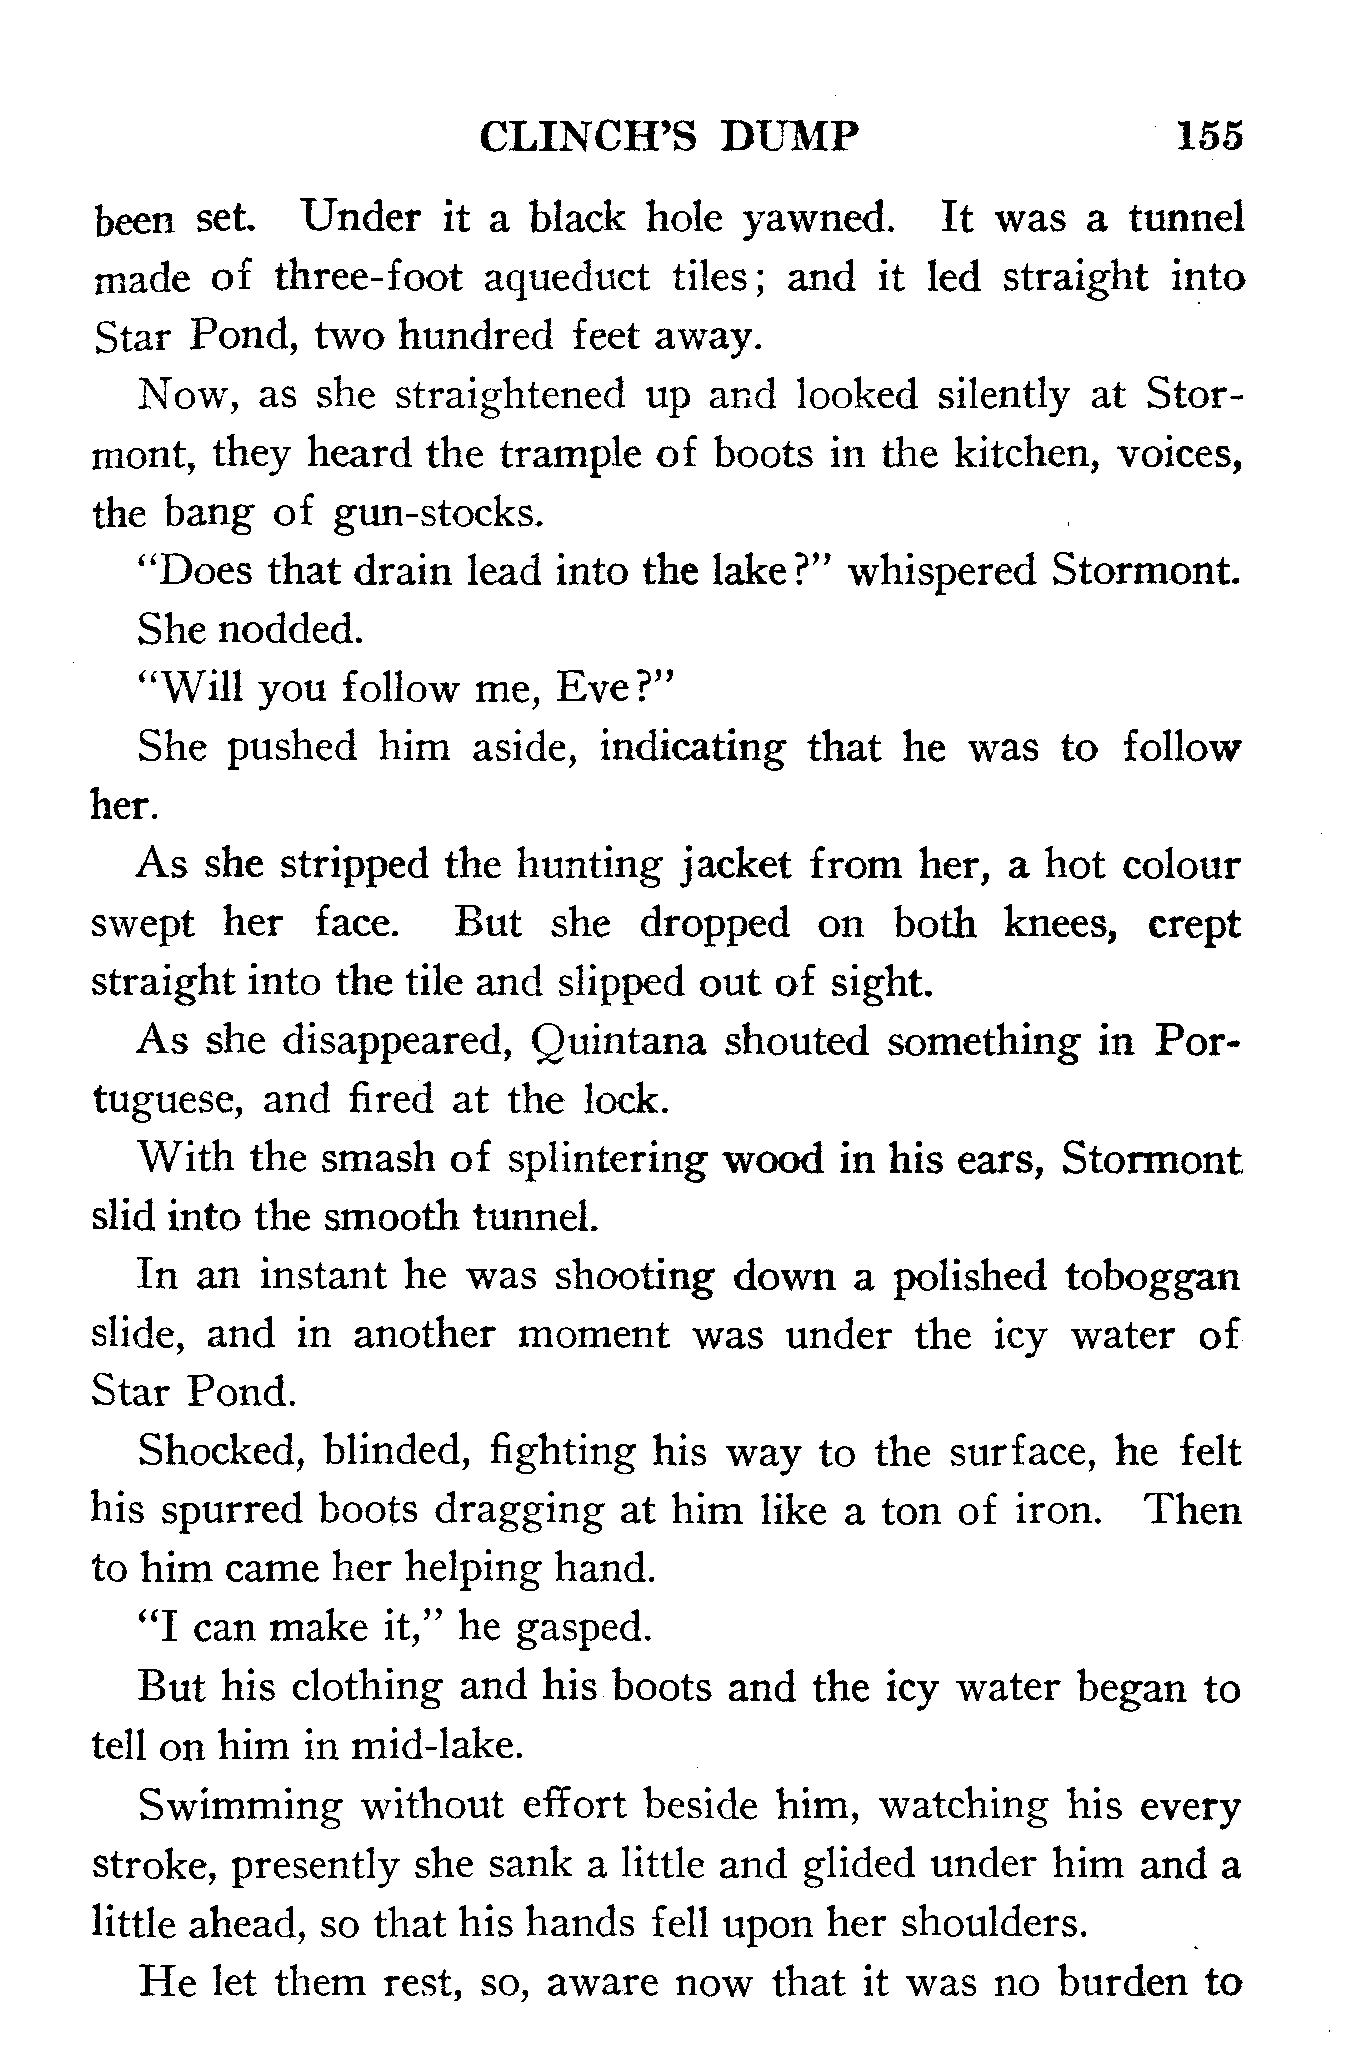 CLINCH'S DUMP 155
been set. Under it a black hole yawned. It was a tunnel
made of three-foot aqueduct tiles; and it led straight into
Star Pond, two hundred feet away.
Now, as she straightened up and looked silently at Stor-
mont, they heard the trample of boots in the kitchen, voices,
the bang of gun-stocks.
"Does that drain lead into the lake?" whispered Stormont.
She nodded.
"Will you follow me, Eve?"
She pushed him aside, indicating that he was to follow
her.
As she stripped the hunting jacket from her, a hot colour
swept her face. But she dropped on both knees, crept
straight into the tile and slipped out of sight.
As she disappeared, Quintana shouted something in Por-
tuguese, and fired at the lock.
With the smash of splintering wood in his ears, Stormont
slid into the smooth tunnel.
In an instant he was shooting down a polished toboggan
slide, and in another moment was under the icy water of
Star Pond.
Shocked, blinded, fighting his way to the surface, he felt
his spurred boots dragging at him like a ton of iron. Then
to him came her helping hand.
"I can make it," he gasped.
But his clothing and his boots and the icy water began to
tell on him in mid-lake.
Swimming without effort beside him, watching his every
stroke, presently she sank a little and glided under him and a
little ahead, so that his hands fell upon her shoulders.
He let them rest, so, aware now that it was no burden to